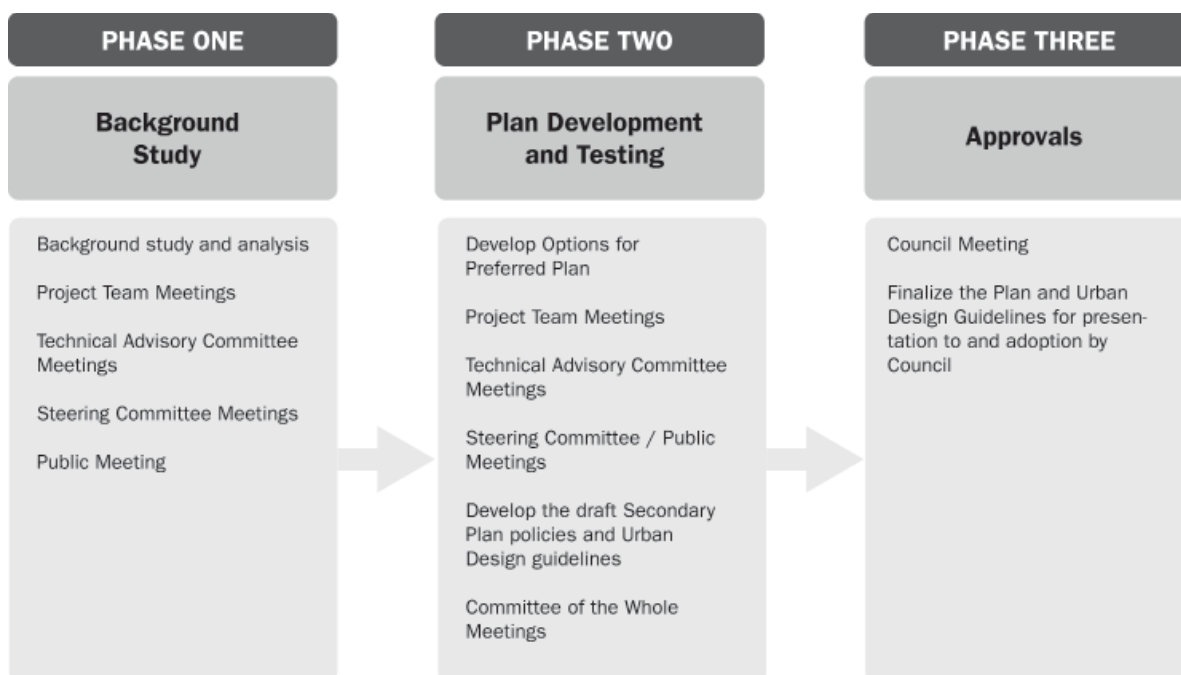 PHASE ONE
Background
Study
Background study and analysis
Project Team Meetings
Technical Advisory Committee
Meetings
Steering Committee Meetings
Public Meeting
PHASE TWO
Plan Development
and Testing
Develop Options for
Preferred Plan
Project Team Meetings
Technical Advisory Committee
Meetings
Steering Committee / Public
Meetings
Develop the draft Secondary
Plan policies and Urban
Design guidelines
Committee of the Whole
Meetings
PHASE THREE
Approvals
Council Meeting
Finalize the Plan and Urban
Design Guidelines for presen-
tation to and adoption by
Council